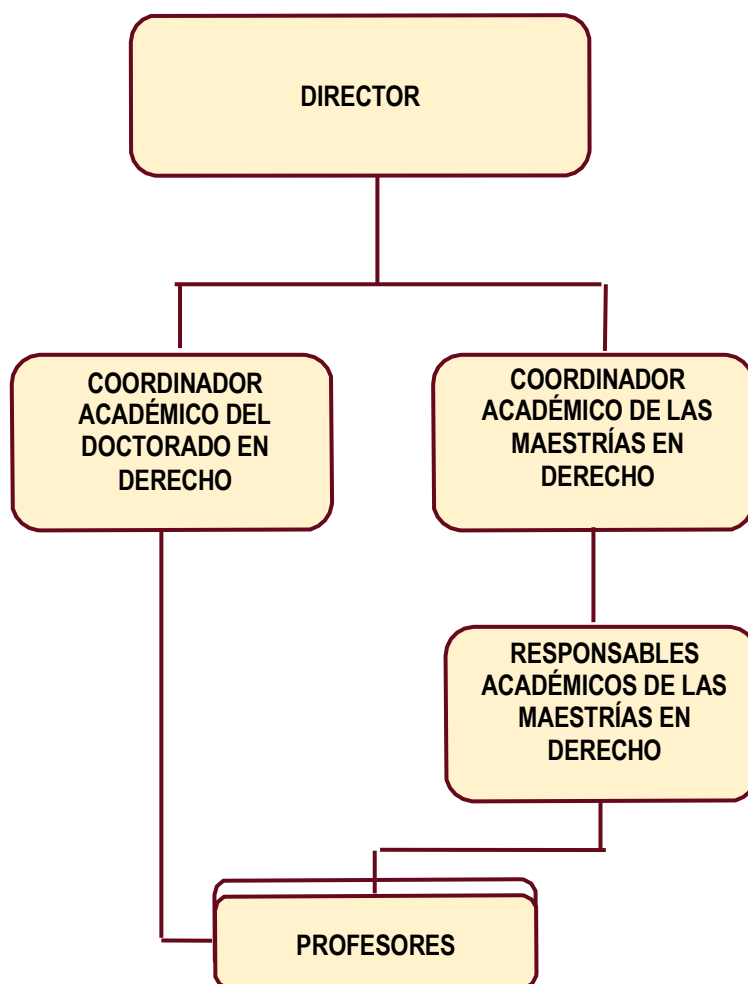 DIRECTOR
COORDINADOR
ACADÉMICO DEL
DOCTORADO EN
DERECHO
COORDINADOR
ACADÉMICO DE LAS
MAESTRÍAS EN
DERECHO
RESPONSABLES
ACADÉMICOS DE LAS
MAESTRÍAS EN
DERECHO
PROFESORES